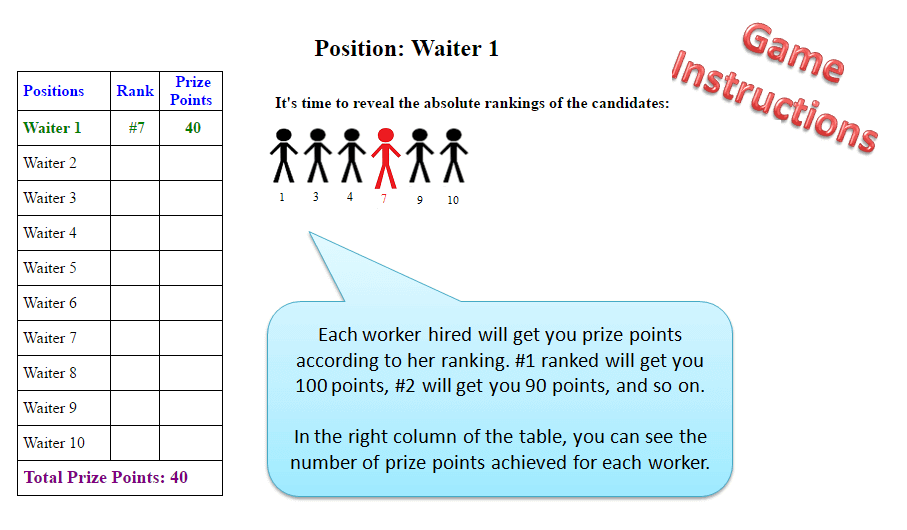 Position: Waiter 1
Game
Instructions
Positions Rank Prize Points
Waiter 1 #7 40
Waiter 2
Waiter 3
Waiter 4
Waiter 5
Waiter 6
Waiter 7
Waiter 8
Waiter 9
Waiter 10
Total Prize Points: 40
It's time to reveal the absolute rankings of the candidates:
1 3 4 7 9 10
Each worker hired will get you prize points
according to her ranking. #1 ranked will get you
100 points, #2 will get you 90 points, and so on.
In the right column of the table, you can see the
number of prize points achieved for each worker.